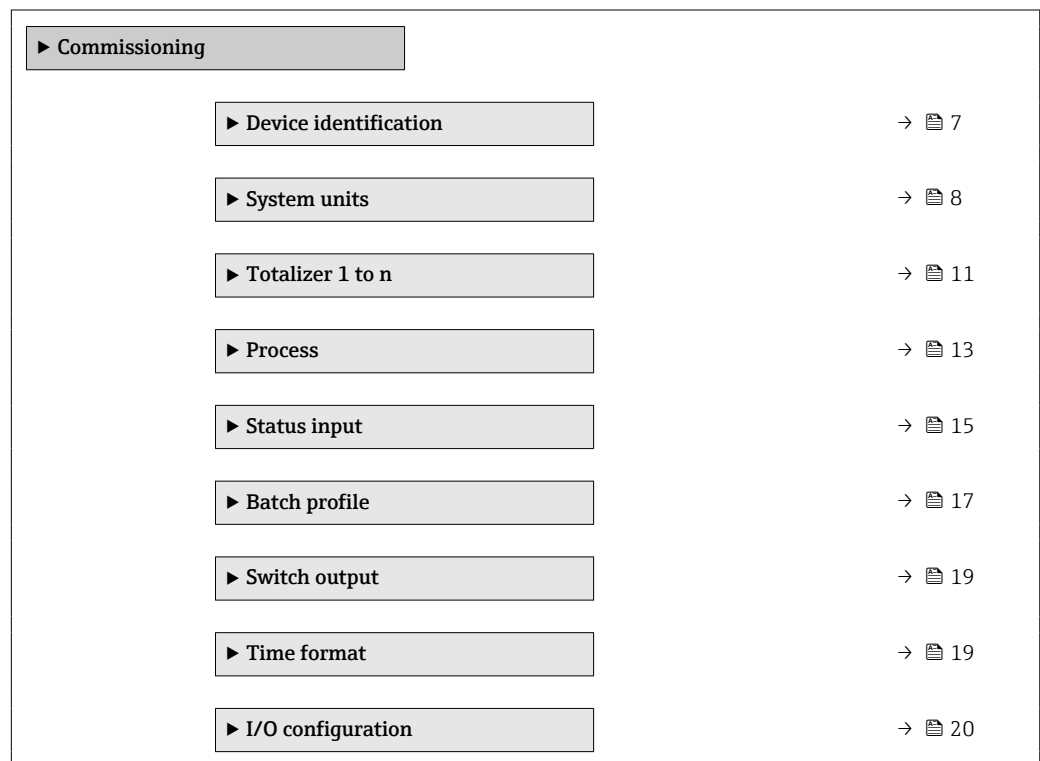 ▶ Commissioning
▶ Device identification → 🖹 7
▶ System units → 🖹 8
▶ Totalizer 1 to n → 🖹 11
▶ Process → 🖹 13
▶ Status input → 🖹 15
▶ Batch profile → 🖹 17
▶ Switch output → 🖹 19
▶ Time format → 🖹 19
▶ I/O configuration → 🖹 20